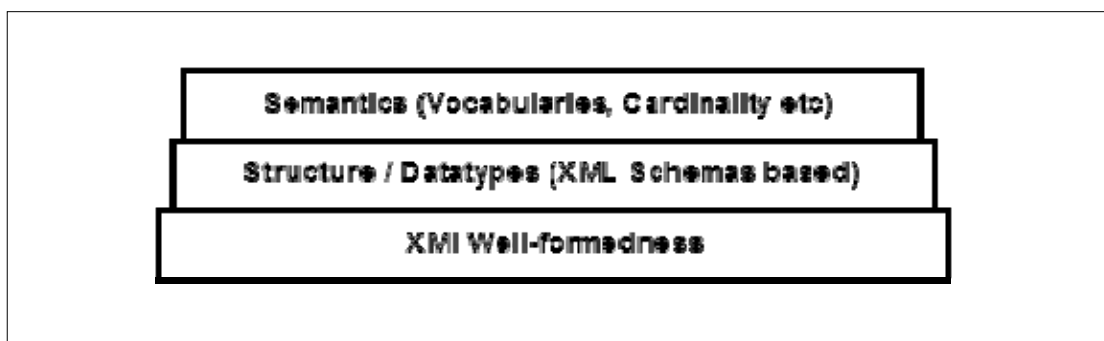 Semantics (Vocabularies, Cardinality etc)
Structure / Datatypes (XML Schemas based)
XMl Well-formedness